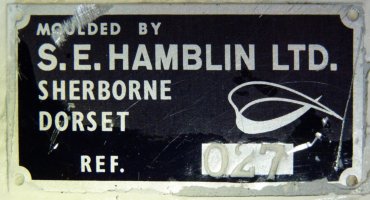 MOULDED BY
S.E. HAMBLIN LTD.
SHERBORNE
DORSET
REF. 027